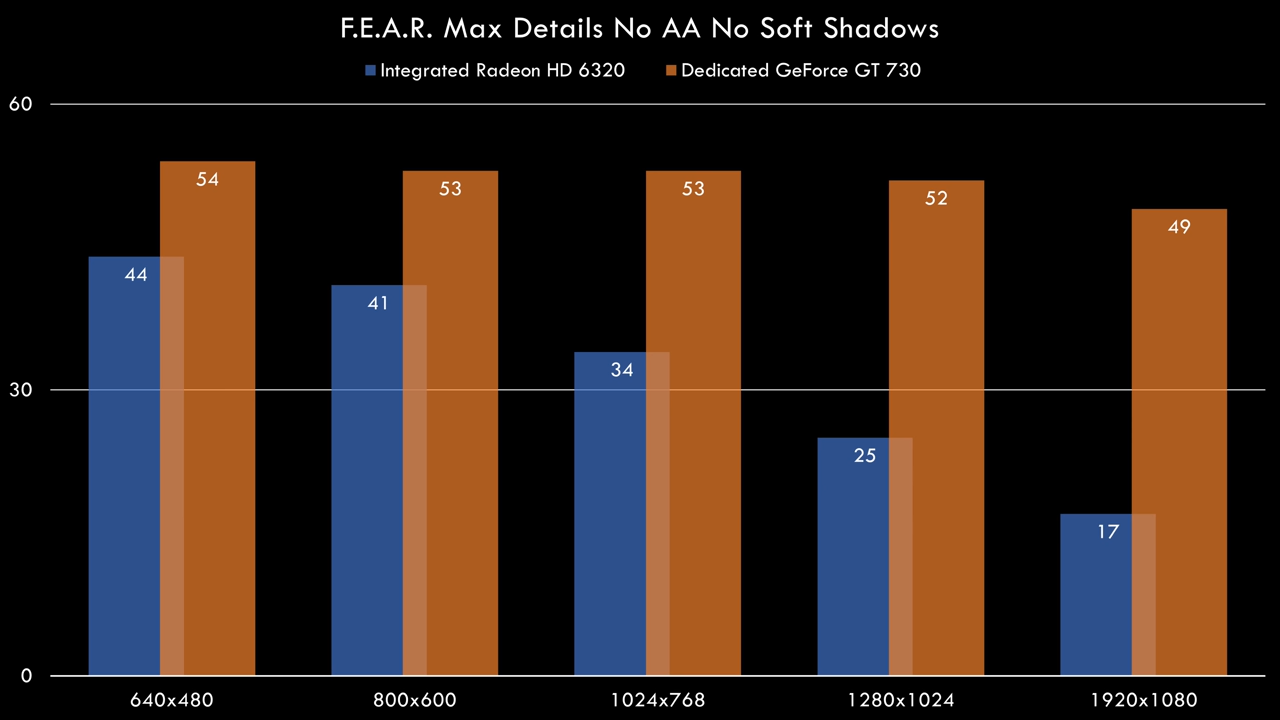 F.E.A.R. Max Details No AA No Soft Shadows
Integrated Radeon HD 6320 Dedicated GeForce GT 730
60
54 53 53 52 49
44 41 34 25 17
30
0
640x480 800x600 1024x768 1280x1024 1920x1080